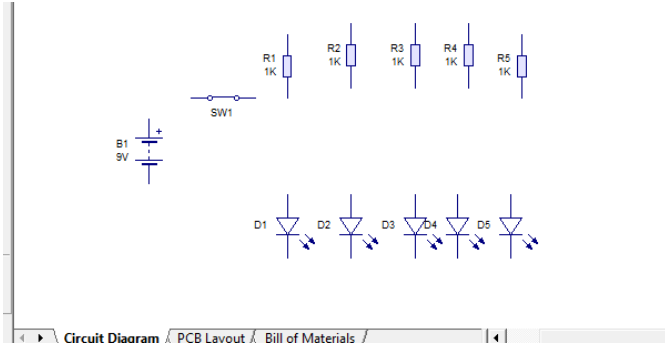 R1
1K
R2
1K
R3
1K
R4
1K
R5
1K
SW1
B1
9V
+
D1
D2
D3
D4
D5
Circuit Diagram
PCB Layout
Bill of Materials